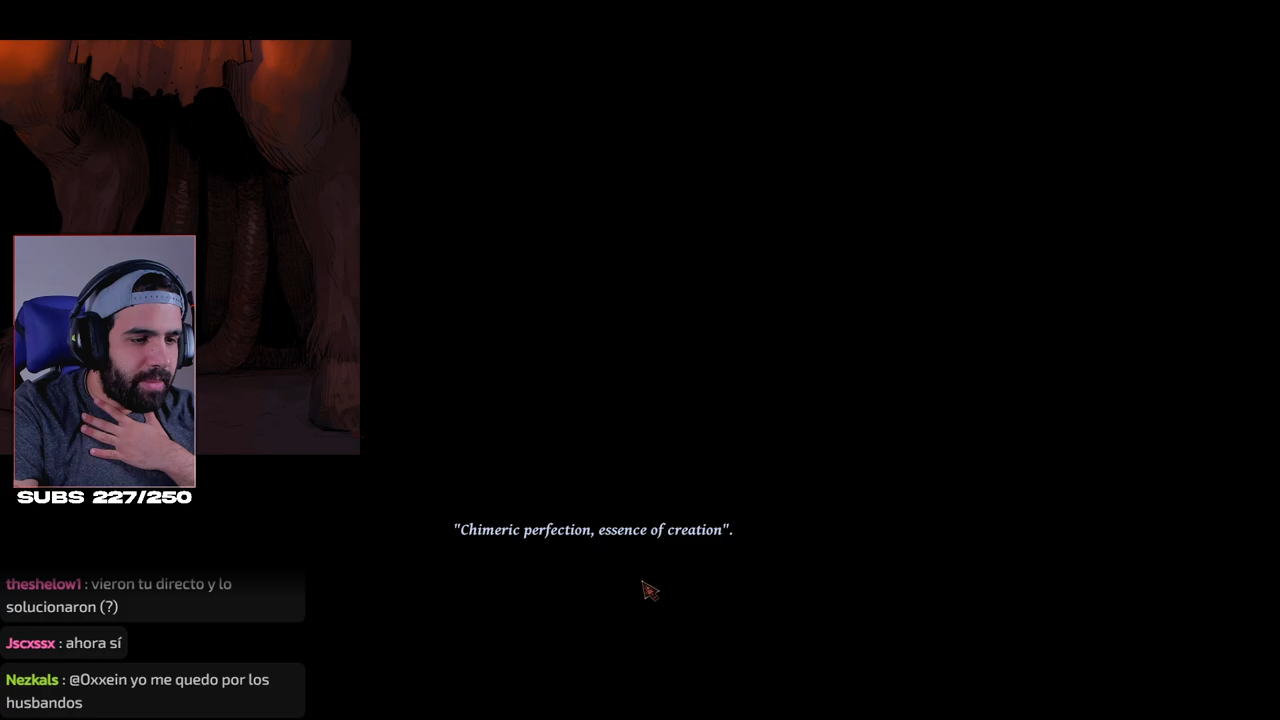 SUBS 227/250
"Chimeric perfection, essence of creation".
theshelow1 : vieron tu directo y lo
solucionaron (?)
Jscxssx : ahora sí
Nezkals : @Oxxein yo me quedo por los
husbandos